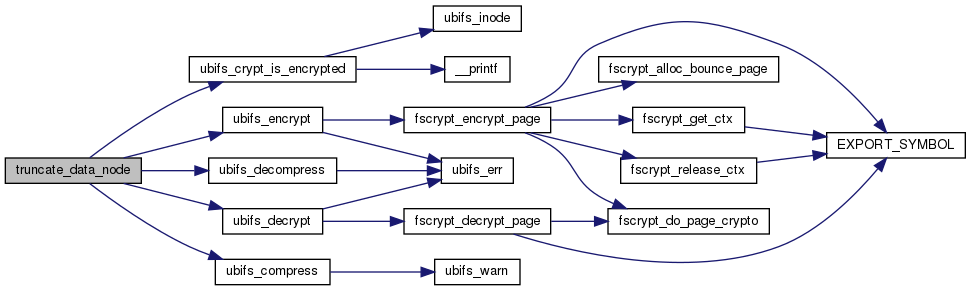 truncate_data_node
ubifs_crypt_is_encrypted
ubifs_encrypt
ubifs_decompress
ubifs_decrypt
ubifs_compress
ubifs_inode
__printf
fscrypt_encrypt_page
ubifs_err
fscrypt_decrypt_page
ubifs_warn
fscrypt_alloc_bounce_page
fscrypt_get_ctx
fscrypt_release_ctx
fscrypt_do_page_crypto
EXPORT_SYMBOL